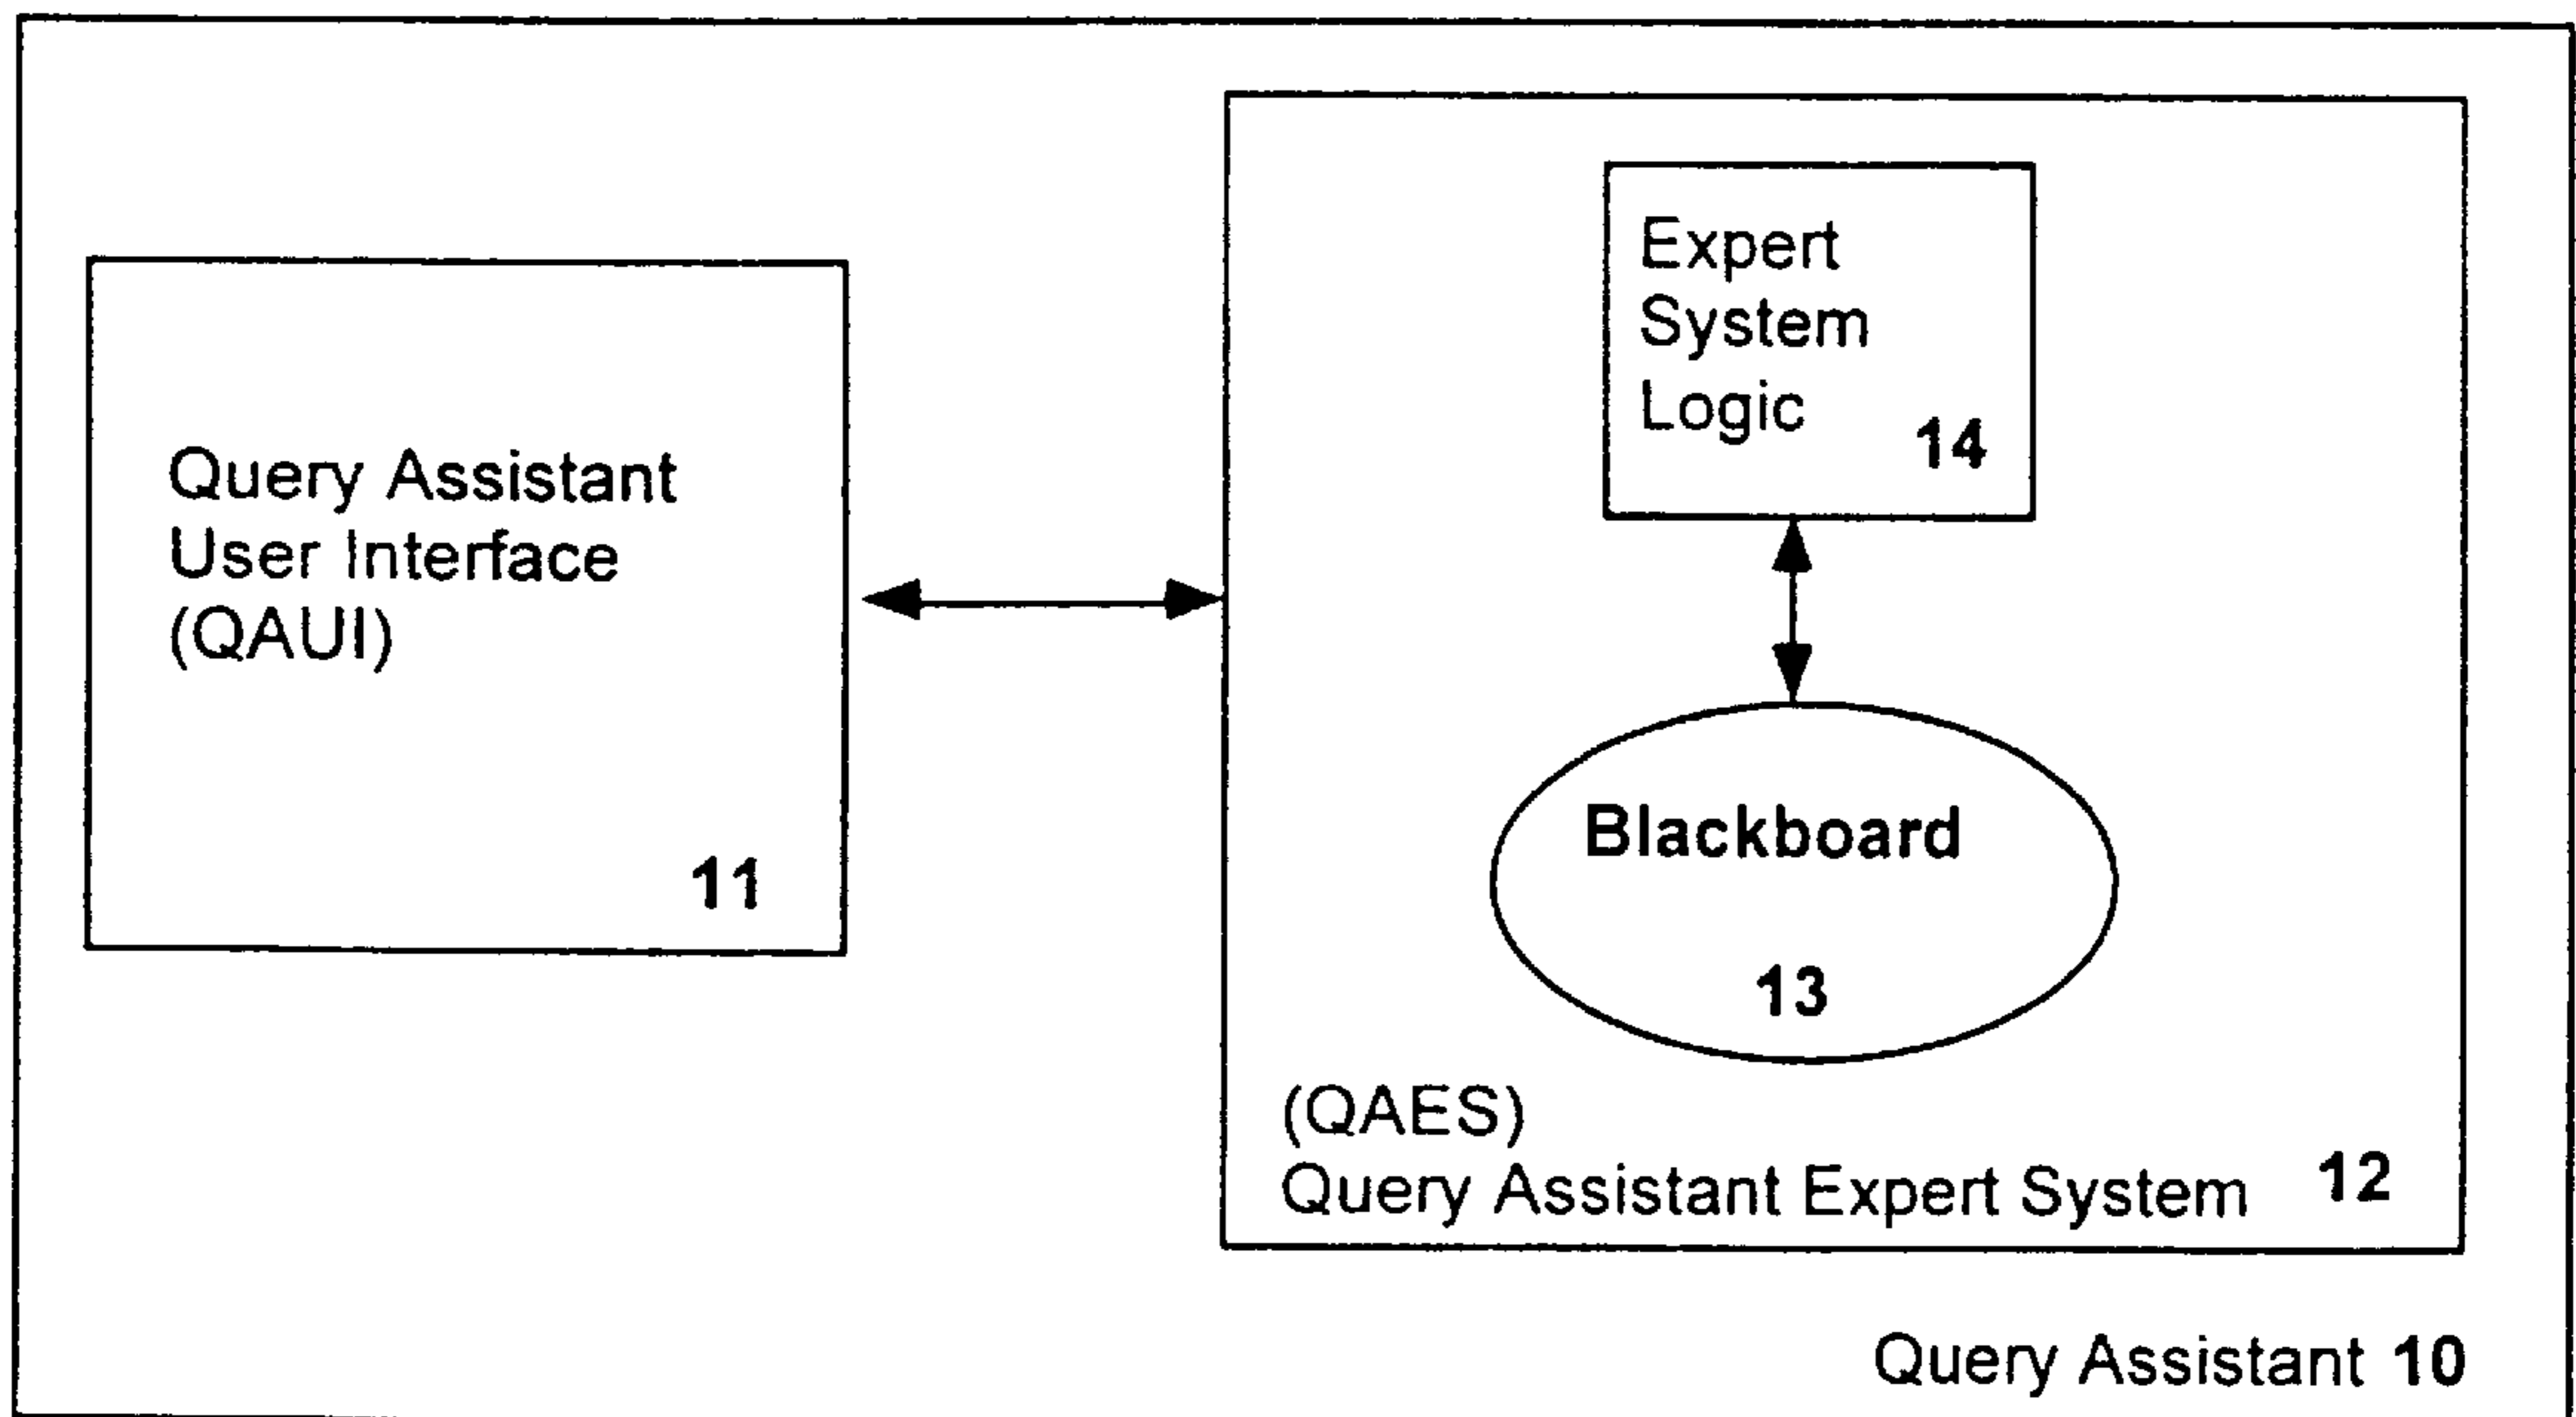 Query Assistant
User Interface
(QAUI)
11
Expert
System
Logic
14
Blackboard
13
(QAES)
Query Assistant Expert System 12
Query Assistant 10